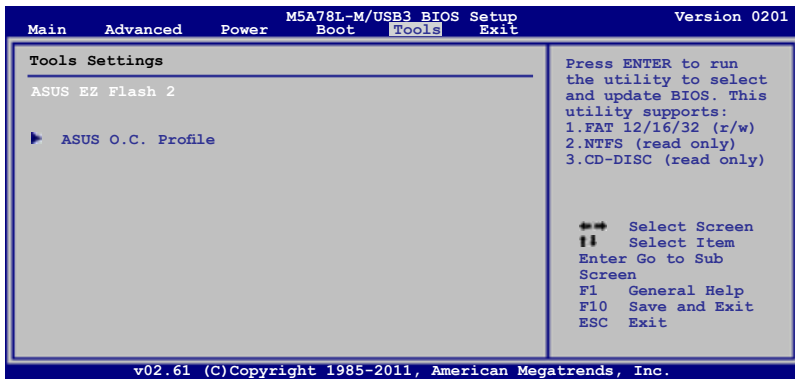 M5A78L-M/USB3 BIOS Setup Version 0201
Main Advanced Power Boot Tools Exit
Tools Settings
ASUS EZ Flash 2
ASUS O.C. Profile
Press ENTER to run
the utility to select
and update BIOS. This
utility supports:
1.FAT 12/16/32 (r/w)
2.NTFS (read only)
3.CD-DISC (read only)
Select Screen
Select Item
Enter Go to Sub
Screen
F1 General Help
F10 Save and Exit
ESC Exit
v02.61 (C)Copyright 1985-2011, American Megatrends, Inc.